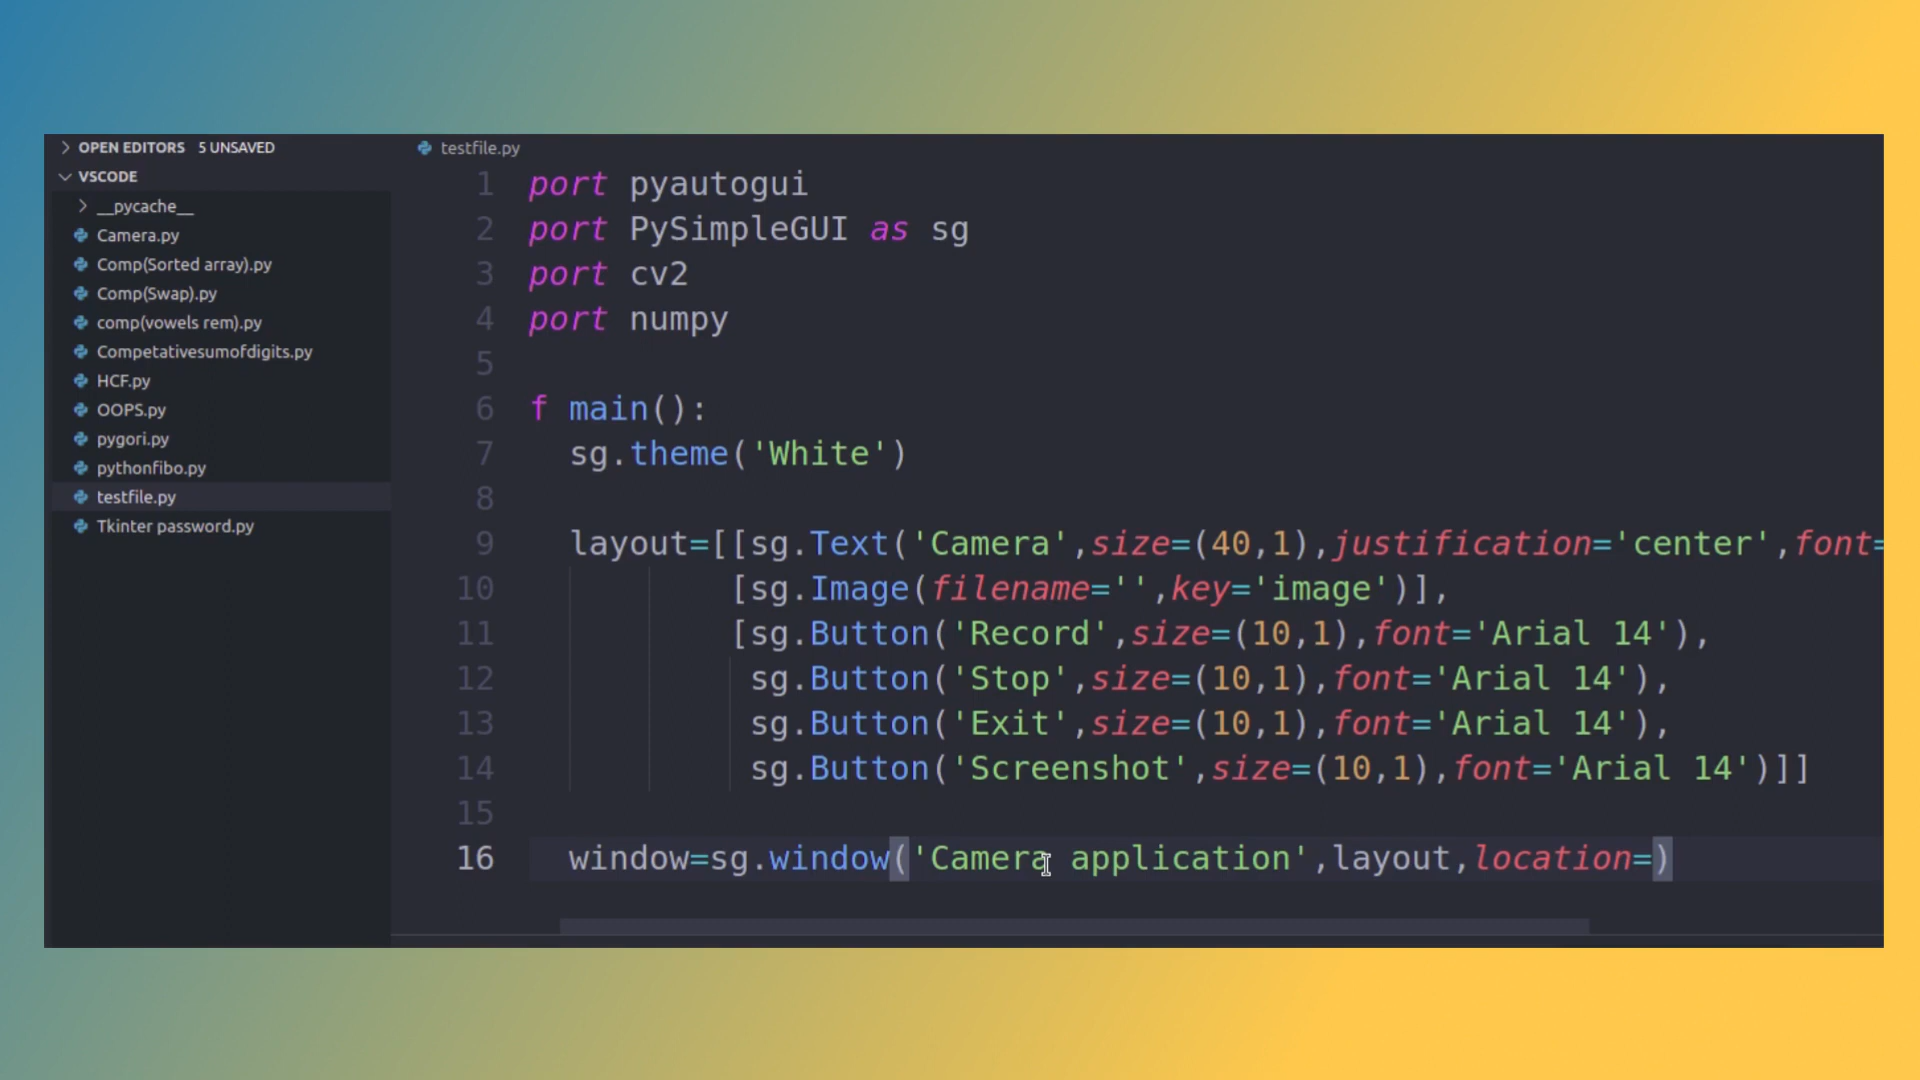 OPEN EDITORS 5 UNSAVED
VSCODE
__pycache__
Camera.py
Comp(Sorted array).py
Comp(Swap).py
comp(vowels rem).py
Competativesumofdigits.py
HCF.py
OOPS.py
pygori.py
pythonfibo.py
testfile.py
Tkinter password.py
testfile.py
1 port pyautogui
2 port PySimpleGUI as sg
3 port cv2
4 port numpy
5
6 f main():
7 sg.theme('White')
8
9 layout=[[sg.Text('Camera',size=(40,1),justification='center',font=
10 [sg.Image(filename='',key='image')],
11 [sg.Button('Record',size=(10,1),font='Arial 14'),
12 sg.Button('Stop',size=(10,1),font='Arial 14'),
13 sg.Button('Exit',size=(10,1),font='Arial 14'),
14 sg.Button('Screenshot',size=(10,1),font='Arial 14')]]
15
16 window=sg.window('Camera application',layout,location=)